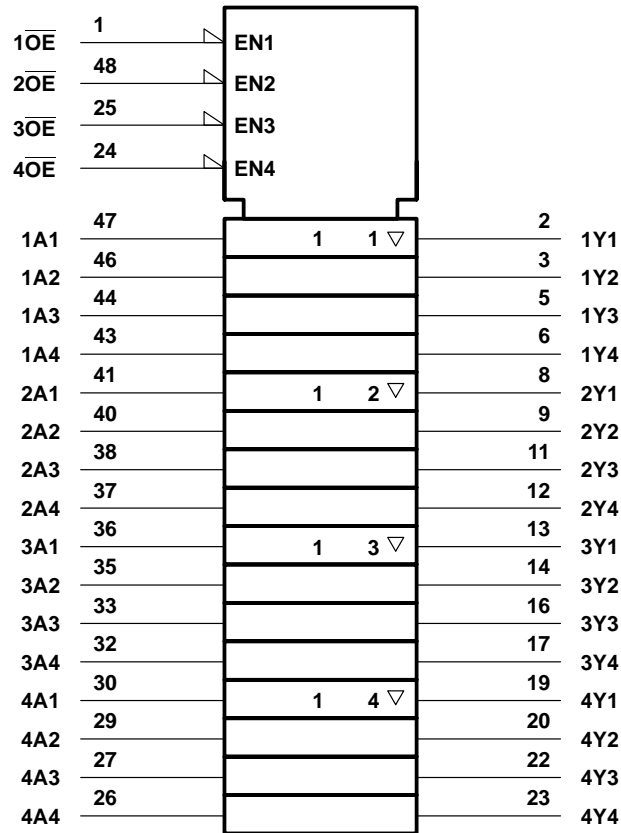 1O̅E̅ 1 EN1
2O̅E̅ 48 EN2
3O̅E̅ 25 EN3
4O̅E̅ 24 EN4
1A1 47 1 1 ▽ 2 1Y1
1A2 46 3 1Y2
1A3 44 5 1Y3
1A4 43 6 1Y4
2A1 41 1 2 ▽ 8 2Y1
2A2 40 9 2Y2
2A3 38 11 2Y3
2A4 37 12 2Y4
3A1 36 1 3 ▽ 13 3Y1
3A2 35 14 3Y2
3A3 33 16 3Y3
3A4 32 17 3Y4
4A1 30 1 4 ▽ 19 4Y1
4A2 29 20 4Y2
4A3 27 22 4Y3
4A4 26 23 4Y4